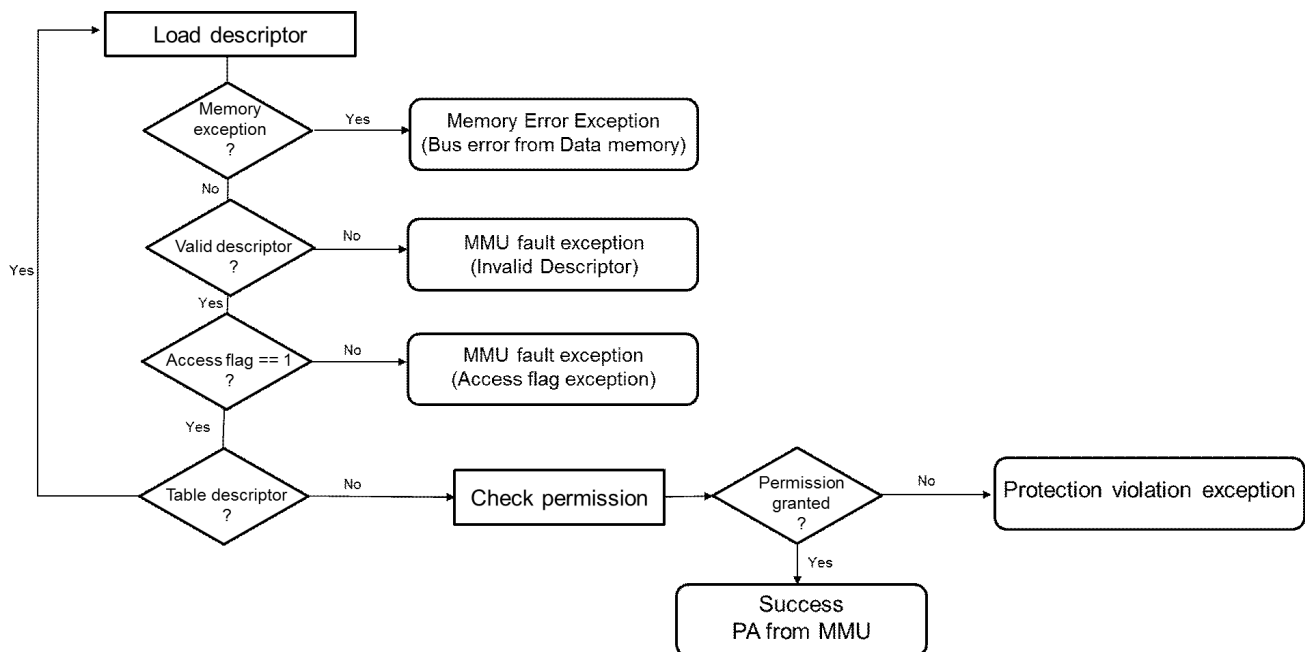 Load descriptor
Memory
exception
?
Yes
Memory Error Exception
(Bus error from Data memory)
No
Valid descriptor
?
No
MMU fault exception
(Invalid Descriptor)
Yes
Yes
Access flag == 1
?
No
MMU fault exception
(Access flag exception)
Yes
Table descriptor
?
No
Check permission
Permission
granted
?
No
Protection violation exception
Yes
Success
PA from MMU